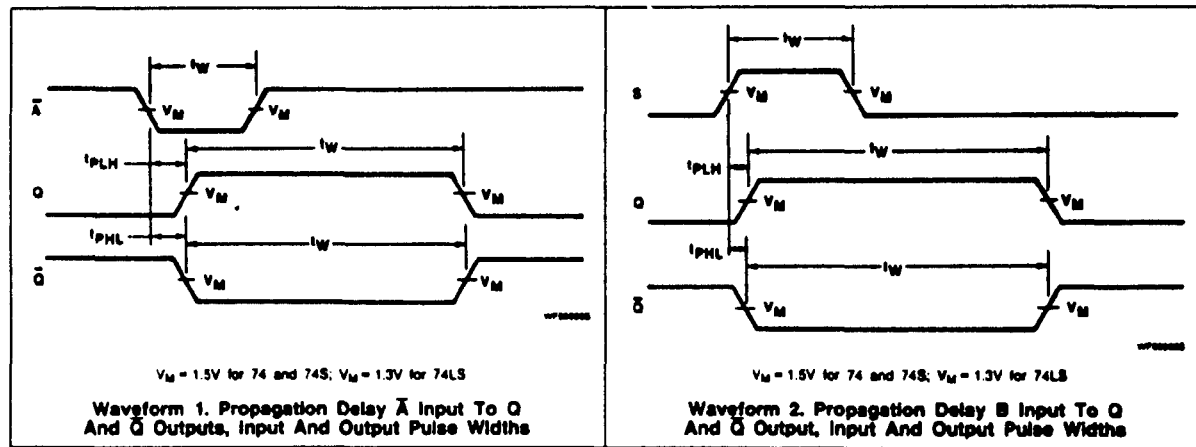 tW
A̅
VM
VM
tPLH
tW
Q
VM
VM
tPHL
tW
Q̅
VM
VM
VM = 1.5V for 74 and 74S; VM = 1.3V for 74LS
Waveform 1. Propagation Delay A̅ Input To Q
And Q̅ Outputs, Input And Output Pulse Widths
tW
S
VM
VM
tPLH
tW
Q
VM
VM
tPHL
tW
Q̅
VM
VM
VM = 1.5V for 74 and 74S; VM = 1.3V for 74LS
Waveform 2. Propagation Delay B Input To Q
And Q̅ Output, Input And Output Pulse Widths